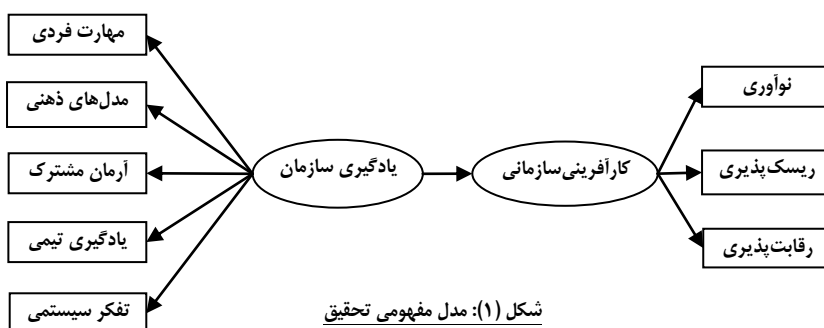 مهارت فردی
مدل‌های ذهنی
آرمان مشترک
یادگیری تیمی
تفکر سیستمی
یادگیری سازمان
کارآفرینی‌سازمانی
نوآوری
ریسک‌پذیری
رقابت‌پذیری
شکل (۱): مدل مفهومی تحقیق